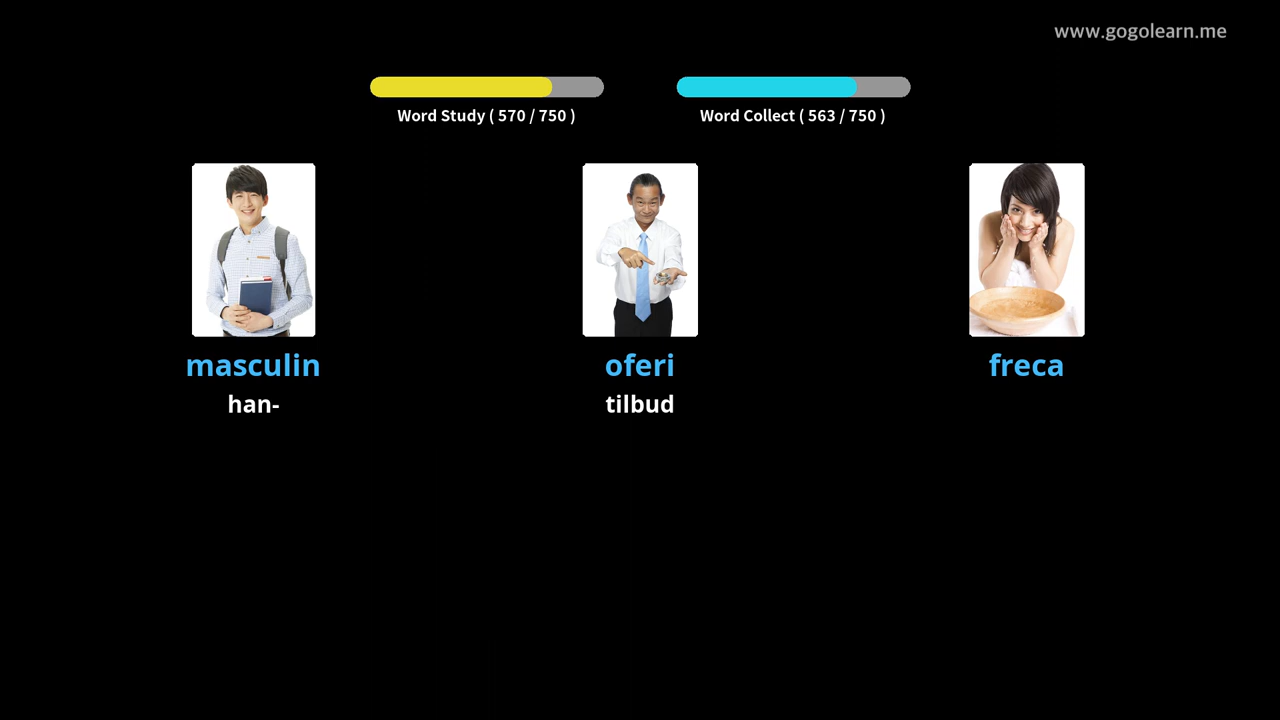 www.gogolearn.me
Word Study ( 570 / 750 )
Word Collect ( 563 / 750 )
masculin
oferi
freca
han-
tilbud